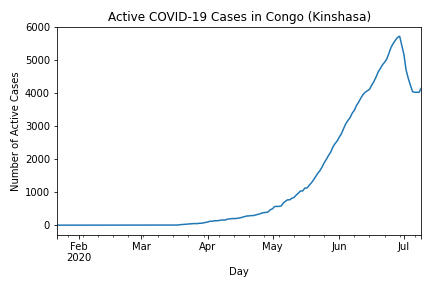 Active COVID-19 Cases in Congo (Kinshasa)
6000
5000
4000
3000
2000
1000
0
Number of Active Cases
Feb Mar Apr May Jun Jul
2020
Day